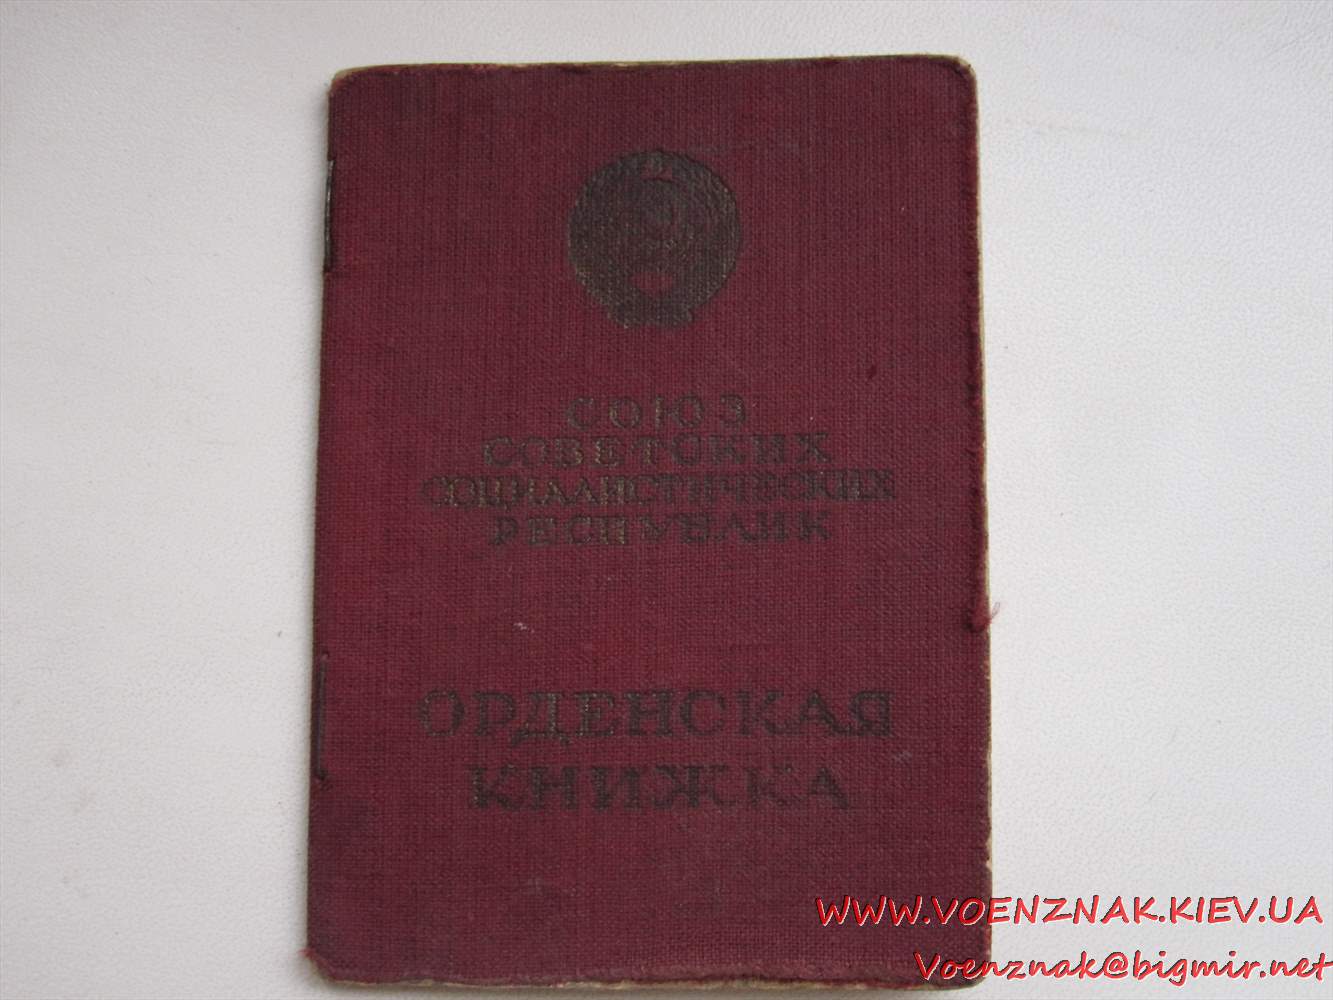 СОЮЗ
СОВЕТСКИХ
СОЦИАЛИСТИЧЕСКИХ
РЕСПУБЛИК
ОРДЕНСКАЯ
КНИЖКА
WWW.VOENZNAK.KIEV.UA
Voenznak@bigmir.net